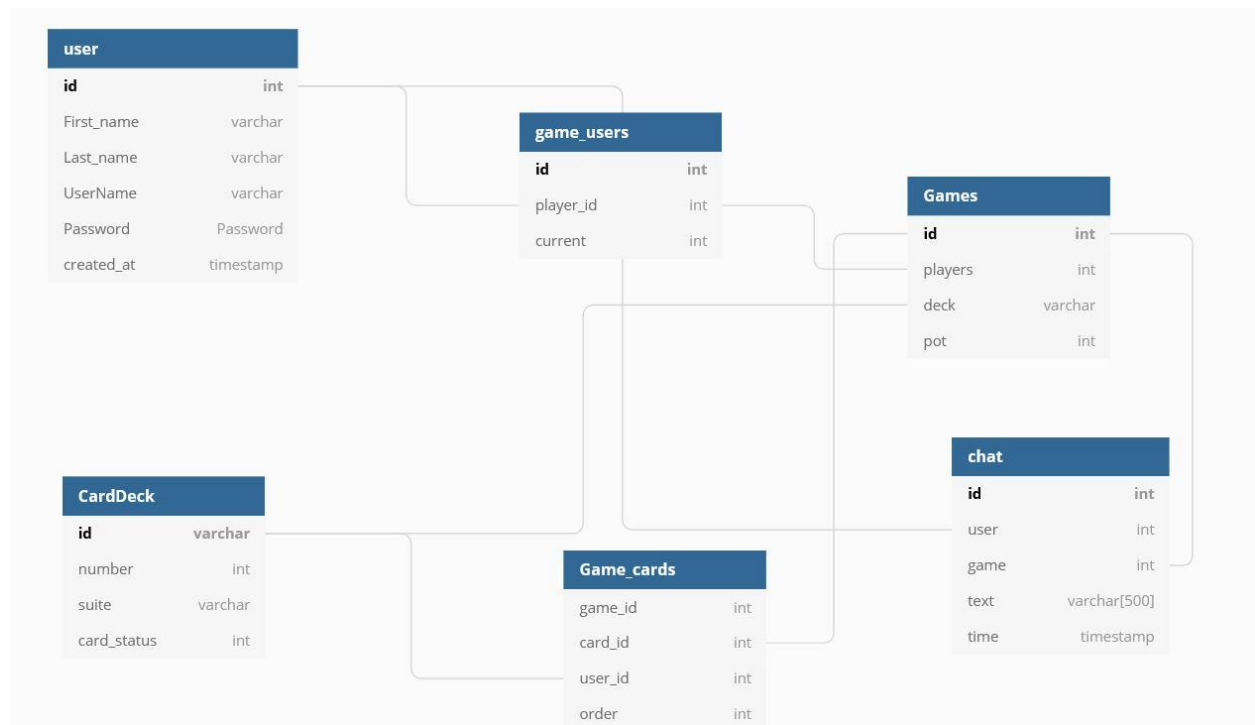 user
id int
First_name varchar
Last_name varchar
UserName varchar
Password Password
created_at timestamp
game_users
id int
player_id int
current int
Games
id int
players int
deck varchar
pot int
CardDeck
id varchar
number int
suite varchar
card_status int
Game_cards
game_id int
card_id int
user_id int
order int
chat
id int
user int
game int
text varchar[500]
time timestamp